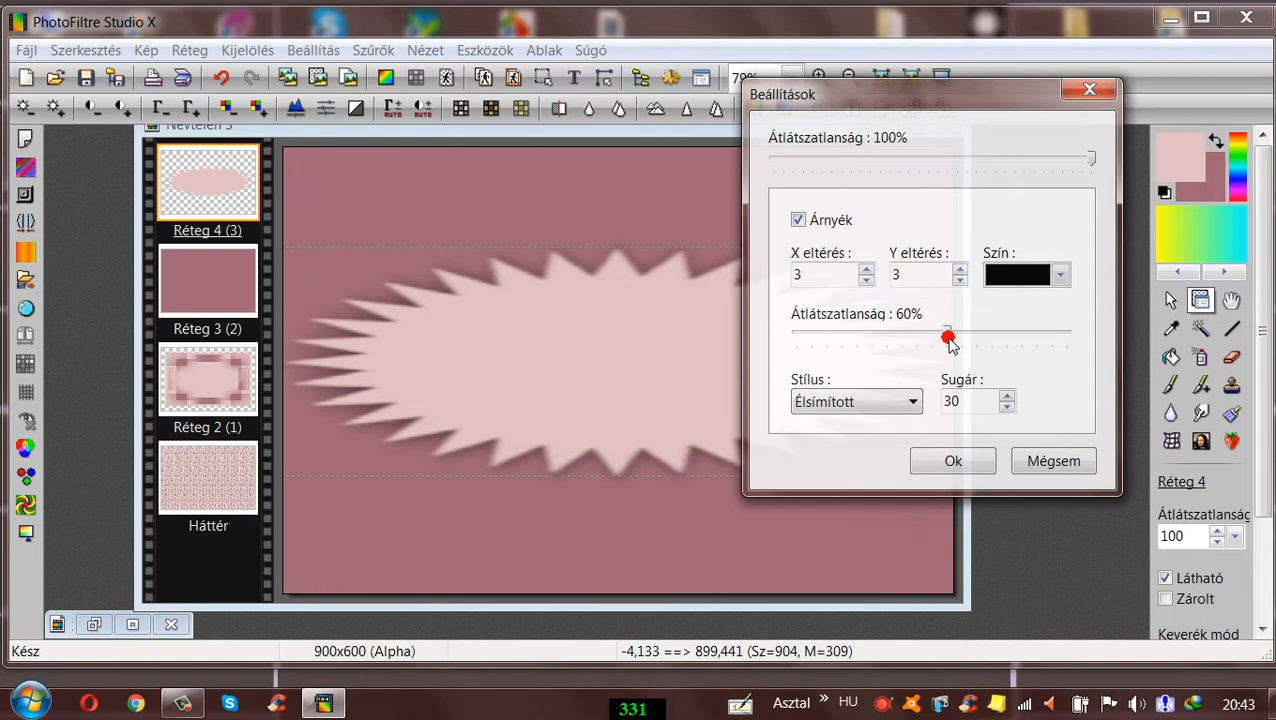 PhotoFiltre Studio X
Fájl Szerkesztés Kép Réteg Kijelölés Beállítás Szűrők Nézet Eszközök Ablak Súgó
Névtelen 3
Réteg 4 (3)
Réteg 3 (2)
Réteg 2 (1)
Háttér
Beállítások
Átlátszatlanság : 100%
Árnyék
X eltérés : Y eltérés : Szín :
3 3
Átlátszatlanság : 60%
Stílus : Sugár :
Élsímított 30
Ok Mégsem
Réteg 4
Átlátszatlanság
100
Látható
Zárolt
Keverék mód
Kész 900x600 (Alpha) -4,133 ==> 899,441 (Sz=904, M=309)
331 Asztal » HU 20:43